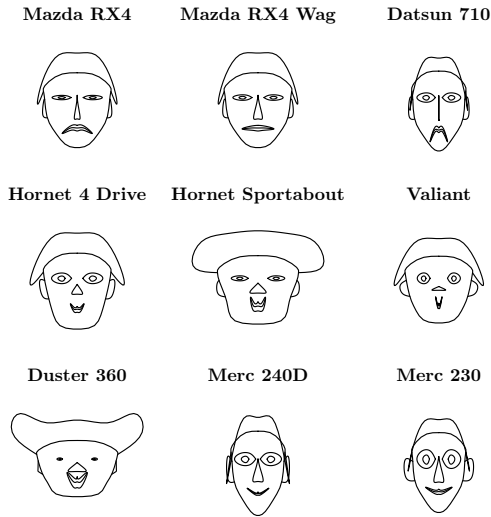 Mazda RX4
Mazda RX4 Wag
Datsun 710
Hornet 4 Drive
Hornet Sportabout
Valiant
Duster 360
Merc 240D
Merc 230